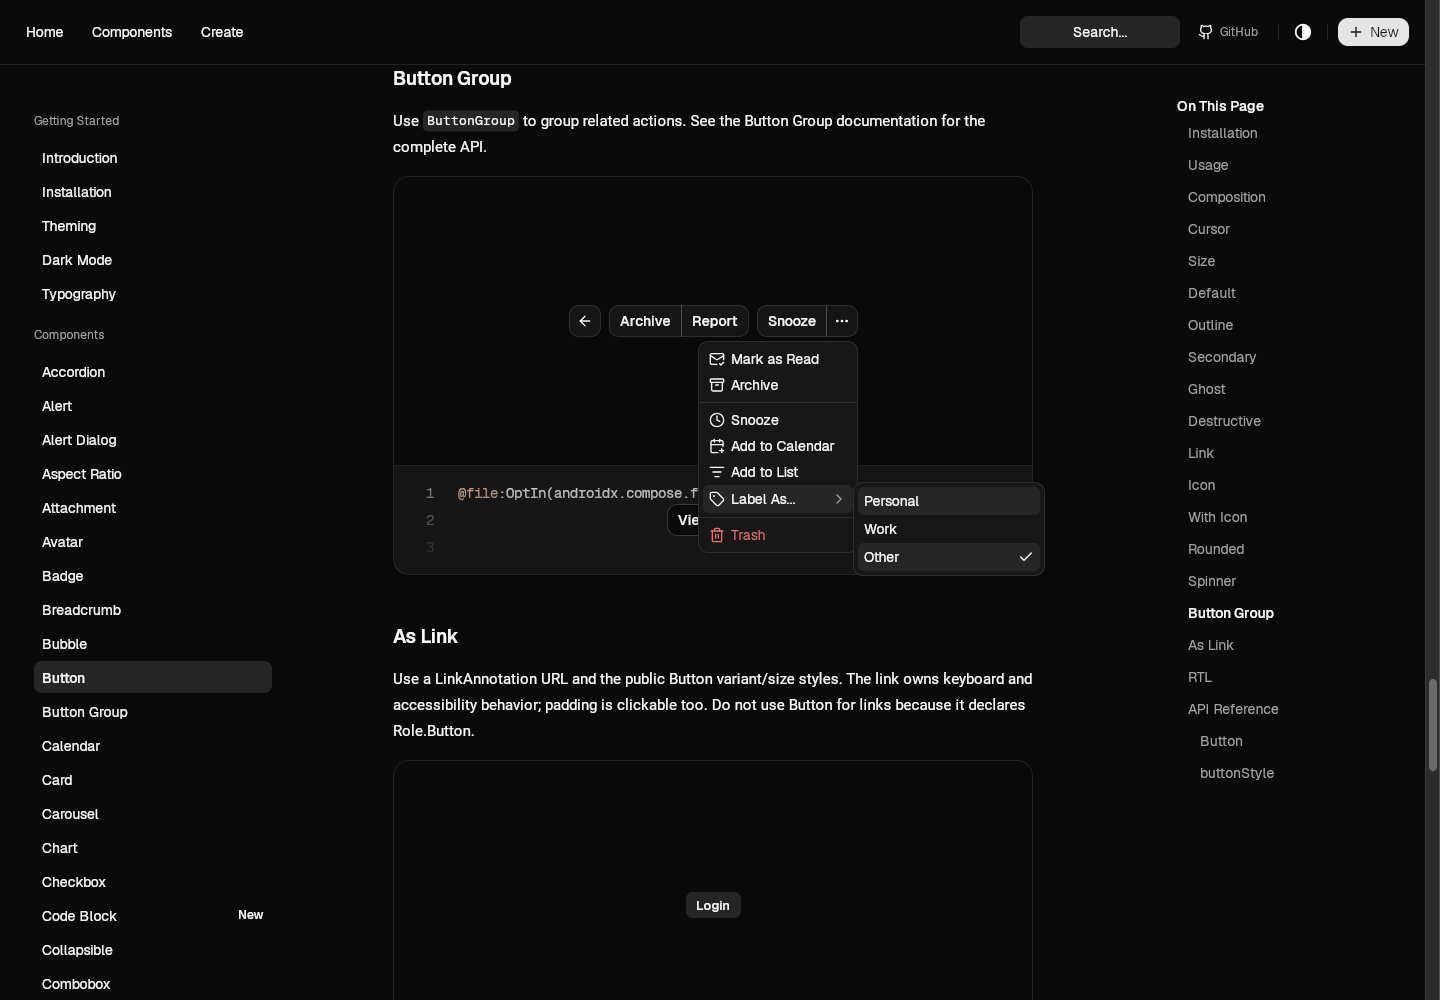 Home
Components
Create
Search...
GitHub
New
Getting Started
Introduction
Installation
Theming
Dark Mode
Typography
Components
Accordion
Alert
Alert Dialog
Aspect Ratio
Attachment
Avatar
Badge
Breadcrumb
Bubble
Button
Button Group
Calendar
Card
Carousel
Chart
Checkbox
Code Block New
Collapsible
Combobox
Button Group
Use ButtonGroup to group related actions. See the Button Group documentation for the
complete API.
Archive
Report
Snooze
Mark as Read
Archive
Snooze
Add to Calendar
Add to List
Label As...
Trash
Personal
Work
Other
1 @file:OptIn(androidx.compose.f
2
3
As Link
Use a LinkAnnotation URL and the public Button variant/size styles. The link owns keyboard and
accessibility behavior; padding is clickable too. Do not use Button for links because it declares
Role.Button.
Login
On This Page
Installation
Usage
Composition
Cursor
Size
Default
Outline
Secondary
Ghost
Destructive
Link
Icon
With Icon
Rounded
Spinner
Button Group
As Link
RTL
API Reference
Button
buttonStyle